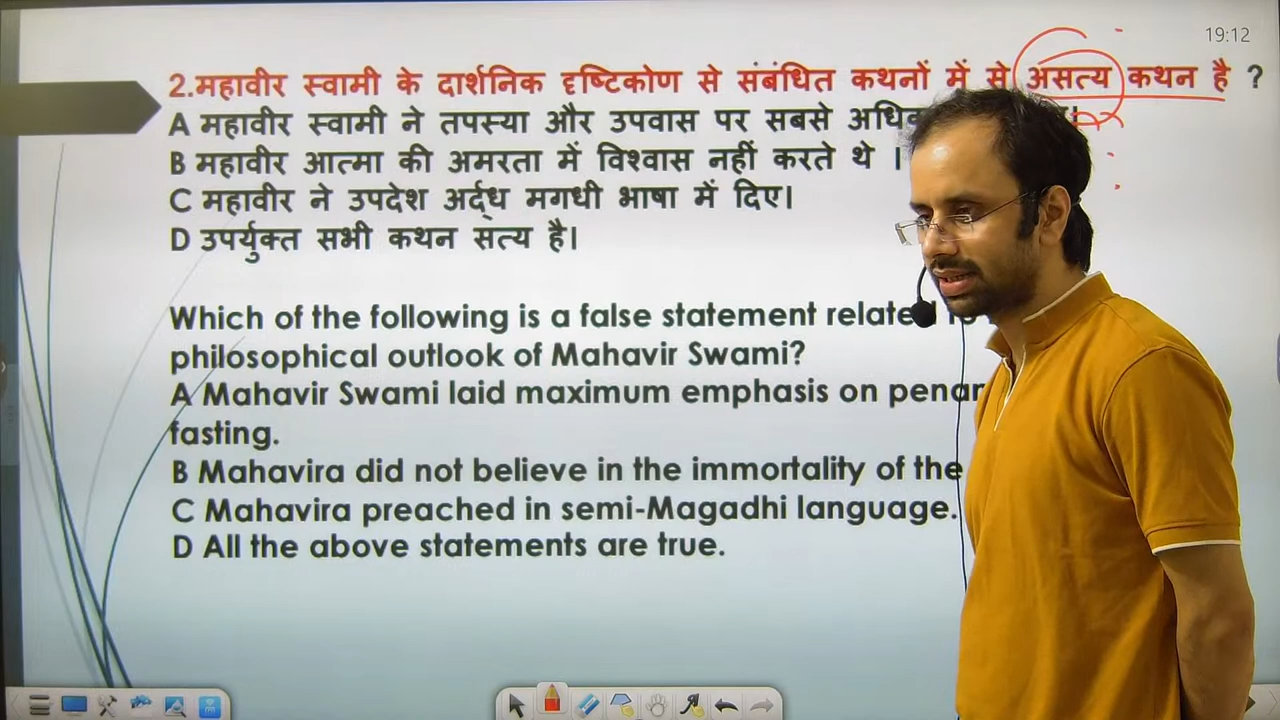 19:12
2.महावीर स्वामी के दार्शनिक दृष्टिकोण से संबंधित कथनों में से असत्य कथन है ?
A महावीर स्वामी ने तपस्या और उपवास पर सबसे
B महावीर आत्मा की अमरता में विश्वास नहीं करते थे ।
C महावीर ने उपदेश अर्द्ध मगधी भाषा में दिए।
D उपर्युक्त सभी कथन सत्य है।
Which of the following is a false statement
philosophical outlook of Mahavir Swami?
A Mahavir Swami laid maximum emphasis on
fasting.
B Mahavira did not believe in the immortality of the
C Mahavira preached in semi-Magadhi language.
D All the above statements are true.